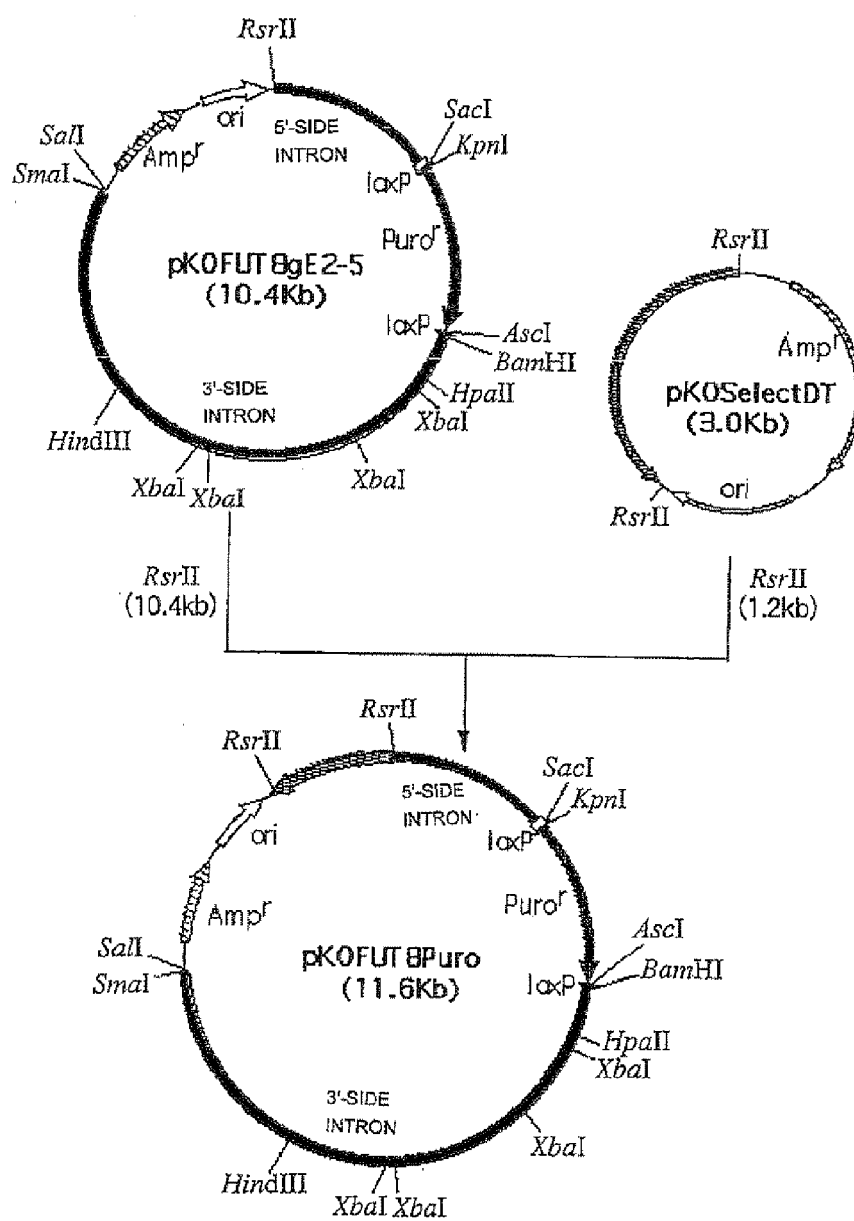 RsrII
SacI
KpnI
SalI
SmaI
Ampr
ori
5'-SIDE
INTRON
loxP
Puror
pKOFUT8gE2-5
(10.4Kb)
loxP
AscI
BamHI
HpaII
XbaI
3'-SIDE
INTRON
HindIII
XbaI
XbaI
XbaI
RsrII
Ampr
pKOSelectDT
(3.0Kb)
ori
RsrII
RsrII
(10.4kb)
RsrII
(1.2kb)
RsrII
RsrII
SacI
KpnI
5'-SIDE
INTRON
loxP
ori
Ampr
Puror
SalI
SmaI
pKOFUT8Puro
(11.6Kb)
AscI
BamHI
loxP
HpaII
XbaI
3'-SIDE
INTRON
XbaI
HindIII
XbaI
XbaI